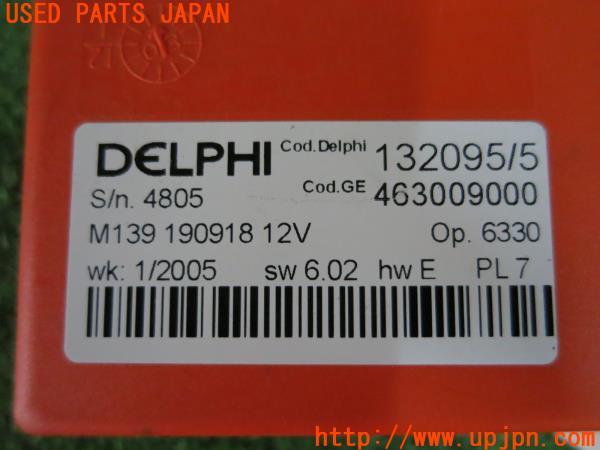 USED PARTS JAPAN
DELPHI Cod.Delphi 132095/5
S/n. 4805 Cod.GE 463009000
M139 190918 12V Op. 6330
wk: 1/2005 sw 6.02 hw E PL 7
http://www.upjpn.com